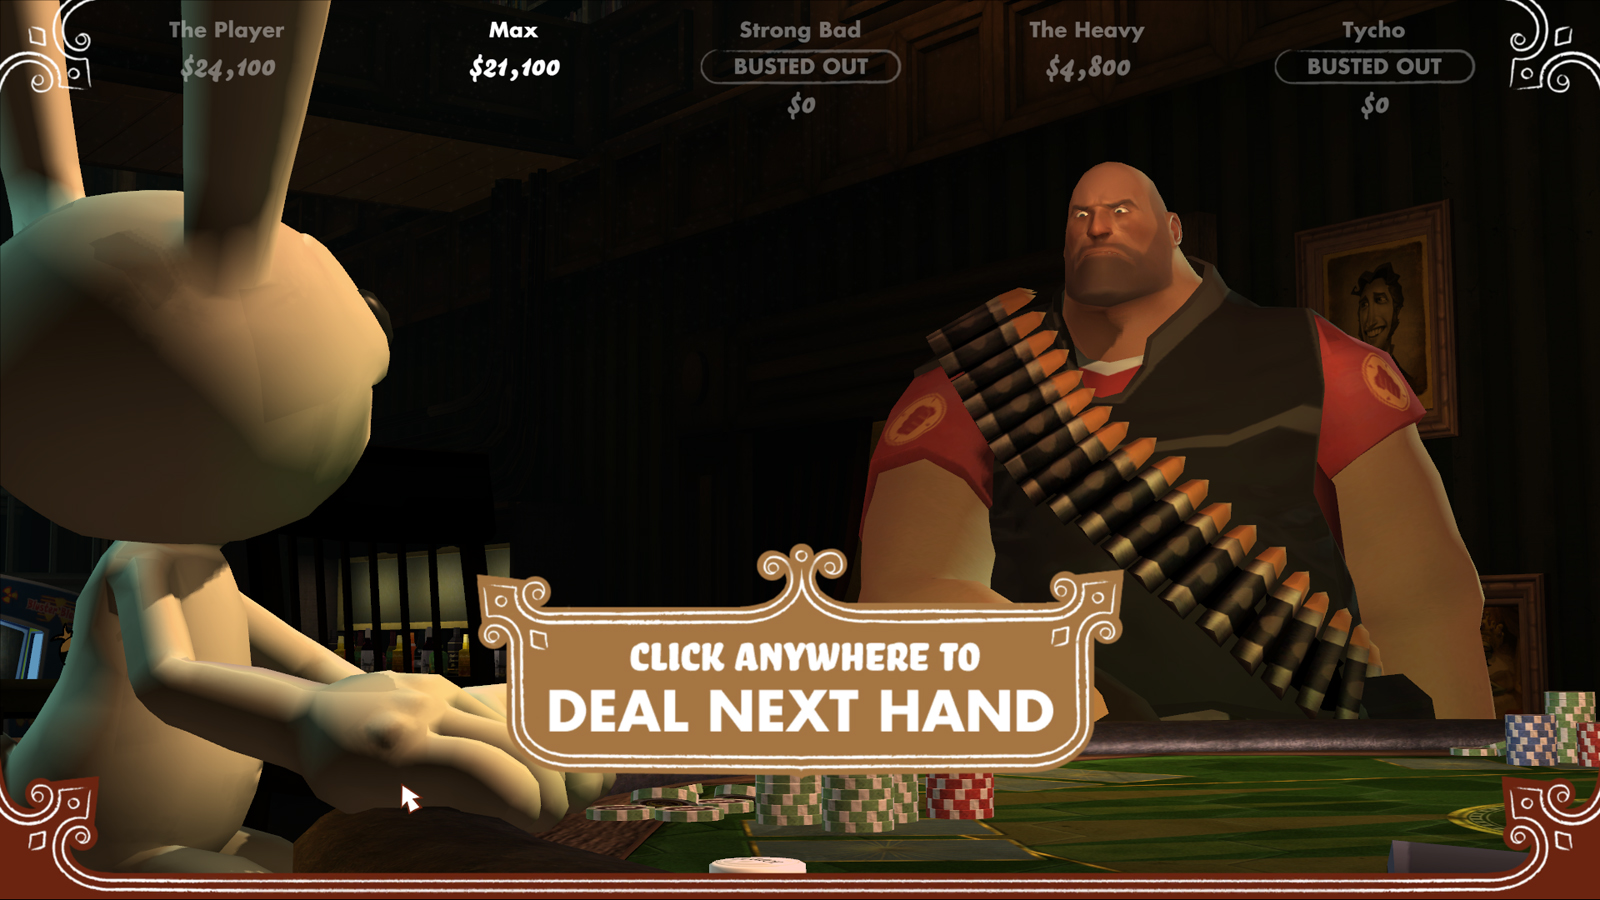 The Player
$24,100
Max
$21,100
Strong Bad
BUSTED OUT
$0
The Heavy
$4,800
Tycho
BUSTED OUT
$0
CLICK ANYWHERE TO
DEAL NEXT HAND